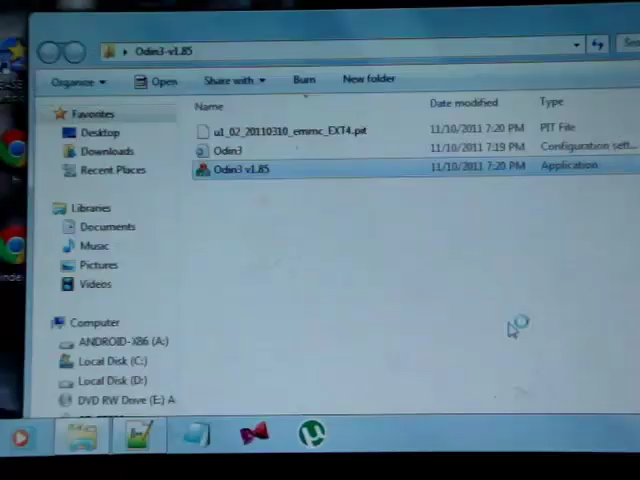 Odin3-v1.85
Organize
Open
Share with
Burn
New folder
Name
Date modified
Type
u1_02_20110310_emmc_EXT4.pit
11/10/2011 7:20 PM
PIT File
Odin3
11/10/2011 7:19 PM
Configuration sett...
Odin3 v1.85
11/10/2011 7:20 PM
Application
Favorites
Desktop
Downloads
Recent Places
Libraries
Documents
Music
Pictures
Videos
Computer
ANDROID-X86 (A:)
Local Disk (C:)
Local Disk (D:)
DVD RW Drive (E:) A